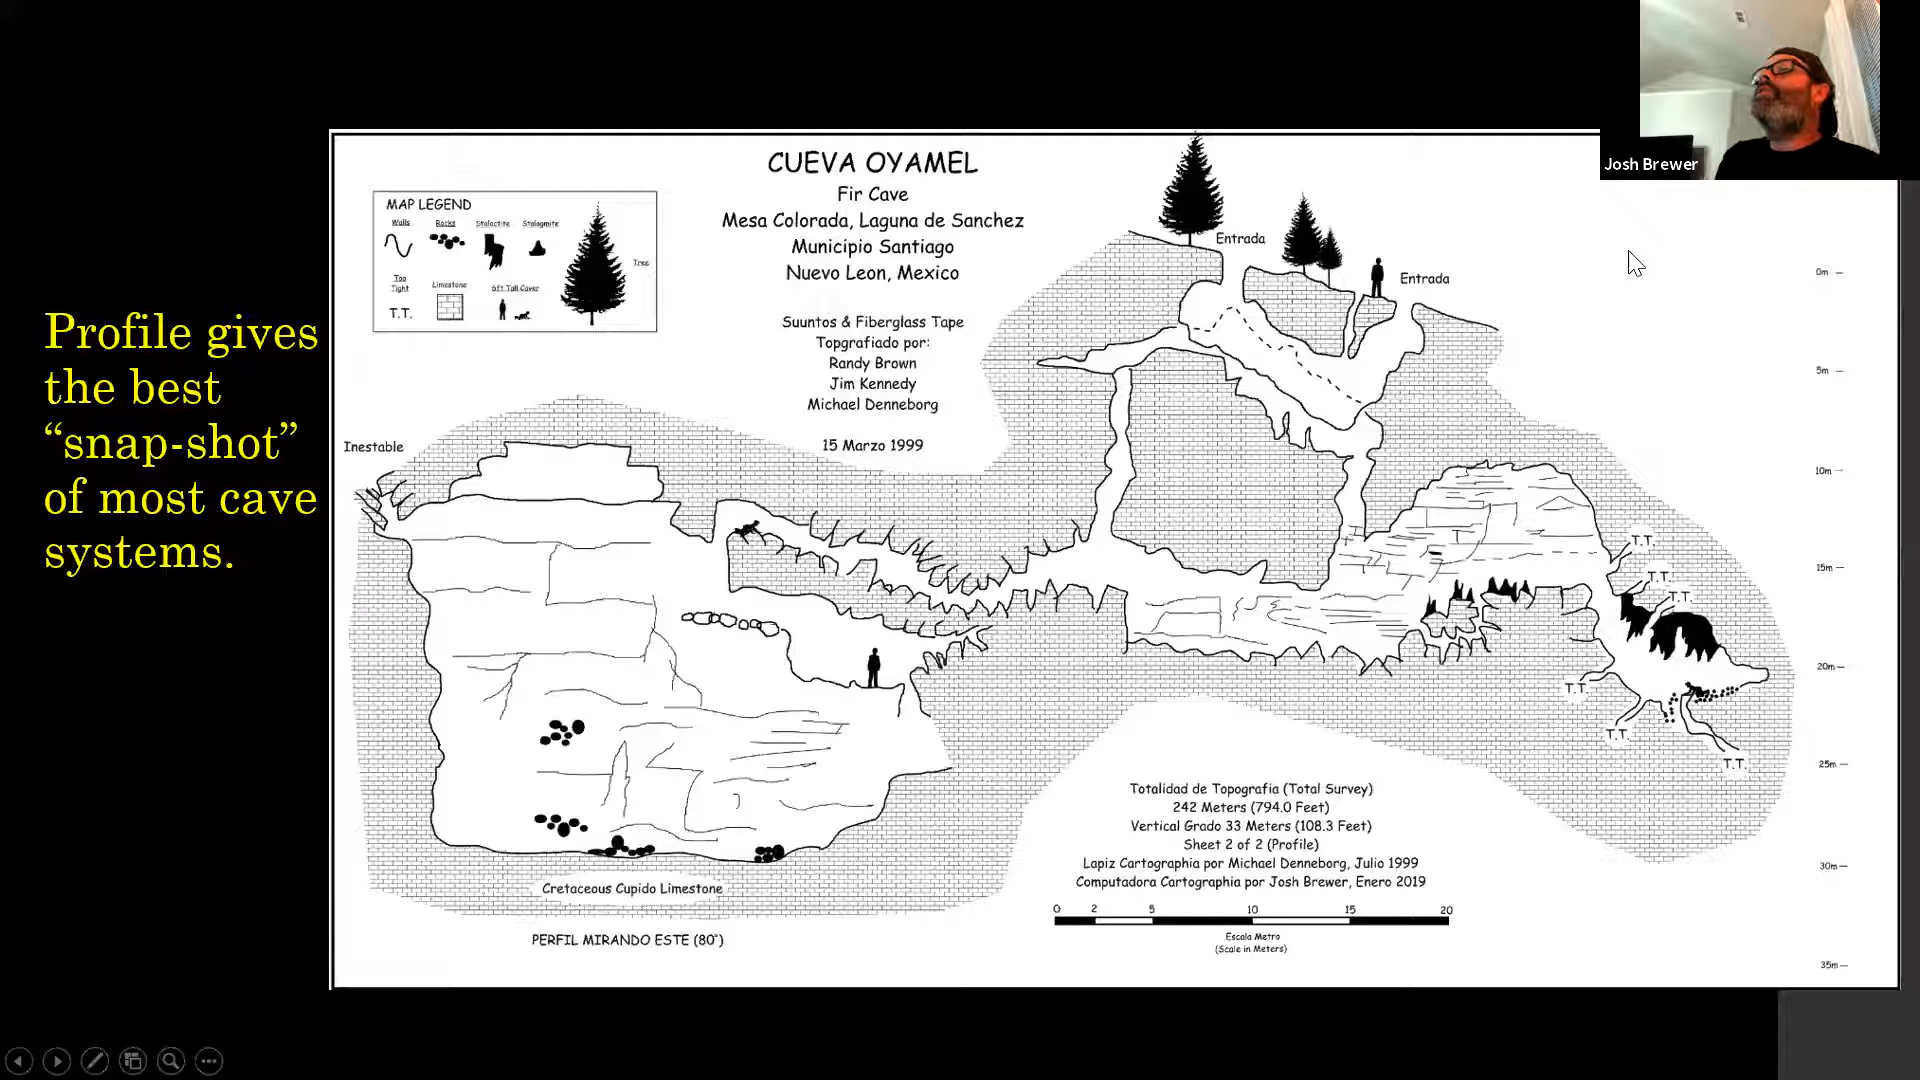 Josh Brewer
Profile gives
the best
“snap-shot”
of most cave
systems.
CUEVA OYAMEL
Fir Cave
Mesa Colorada, Laguna de Sanchez
Municipio Santiago
Nuevo Leon, Mexico
Suuntos & Fiberglass Tape
Topgrafiado por:
Randy Brown
Jim Kennedy
Michael Denneborg
15 Marzo 1999
MAP LEGEND
Walls
Rocks
Stalactite
Stalagmite
Tree
Too
Tight
T.T.
Limestone
6ft Tall Caver
Entrada
Entrada
Inestable
0m
5m
10m
15m
20m
25m
30m
35m
T.T.
T.T.
T.T.
T.T.
T.T.
T.T.
Totalidad de Topografia (Total Survey)
242 Meters (794.0 Feet)
Vertical Grado 33 Meters (108.3 Feet)
Sheet 2 of 2 (Profile)
Lapiz Cartographia por Michael Denneborg, Julio 1999
Computadora Cartographia por Josh Brewer, Enero 2019
0 2 5 10 15 20
Escala Metro
(Scale in Meters)
Cretaceous Cupido Limestone
PERFIL MIRANDO ESTE (80°)